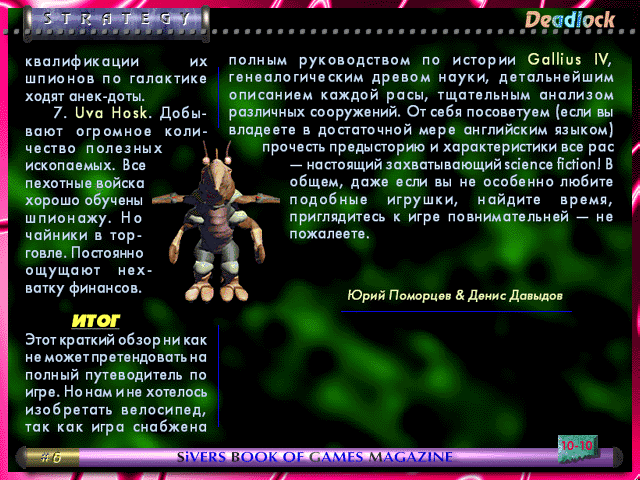 STRATEGY
Deadlock
квалификации их
шпионов по галактике
ходят анек-доты.
7. Uva Hosk. Добы-
вают огромное коли-
чество полезных
ископаемых. Все
пехотные войска
хорошо обучены
шпионажу. Но
чайники в тор-
говле. Постоянно
ощущают нех-
ватку финансов.
ИТОГ
Этот краткий обзор ни как
не может претендовать на
полный путеводитель по
игре. Но нам и не хотелось
изобретать велосипед,
так как игра снабжена
полным руководством по истории Gallius IV,
генеалогическим древом науки, детальнейшим
описанием каждой расы, тщательным анализом
различных сооружений. От себя посоветуем (если вы
владеете в достаточной мере английским языком)
прочесть предысторию и характеристики все рас
— настоящий захватывающий science fiction! В
общем, даже если вы не особенно любите
подобные игрушки, найдите время,
приглядитесь к игре повнимательней — не
пожалеете.
Юрий Поморцев & Денис Давыдов
#6
SiVERS BOOK OF GAMES MAGAZINE
10-10